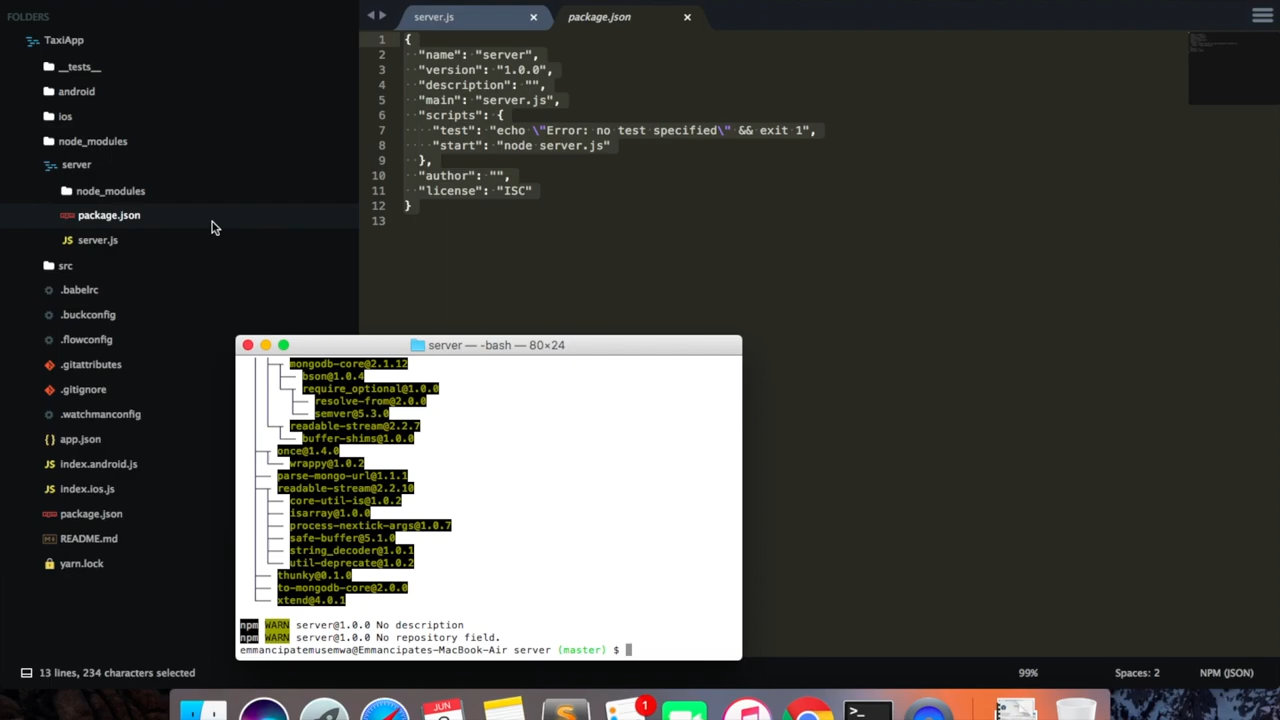 FOLDERS
TaxiApp
__tests__
android
ios
node_modules
server
node_modules
package.json
server.js
src
.babelrc
.buckconfig
.flowconfig
.gitattributes
.gitignore
.watchmanconfig
app.json
index.android.js
index.ios.js
package.json
README.md
yarn.lock
server.js
package.json
1 {
2 "name": "server",
3 "version": "1.0.0",
4 "description": "",
5 "main": "server.js",
6 "scripts": {
7 "test": "echo \"Error: no test specified\" && exit 1",
8 "start": "node server.js"
9 },
10 "author": "",
11 "license": "ISC"
12 }
13
server — -bash — 80×24
mongodb-core@2.1.12
bson@1.0.4
require_optional@1.0.0
resolve-from@2.0.0
semver@5.3.0
readable-stream@2.2.7
buffer-shims@1.0.0
once@1.4.0
wrappy@1.0.2
parse-mongo-url@1.1.1
readable-stream@2.2.10
core-util-is@1.0.2
isarray@1.0.0
process-nextick-args@1.0.7
safe-buffer@5.1.0
string_decoder@1.0.1
util-deprecate@1.0.2
thunky@0.1.0
to-mongodb-core@2.0.0
xtend@4.0.1
npm WARN server@1.0.0 No description
npm WARN server@1.0.0 No repository field.
emmancipatemusemwa@Emmancipates-MacBook-Air server (master) $
13 lines, 234 characters selected
99%
Spaces: 2
NPM (JSON)
JUN
1